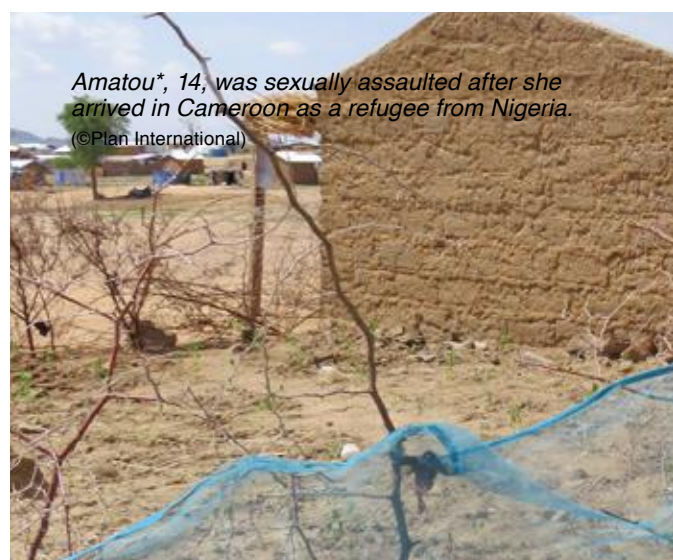 Amatou*, 14, was sexually assaulted after she
arrived in Cameroon as a refugee from Nigeria.
(©Plan International)